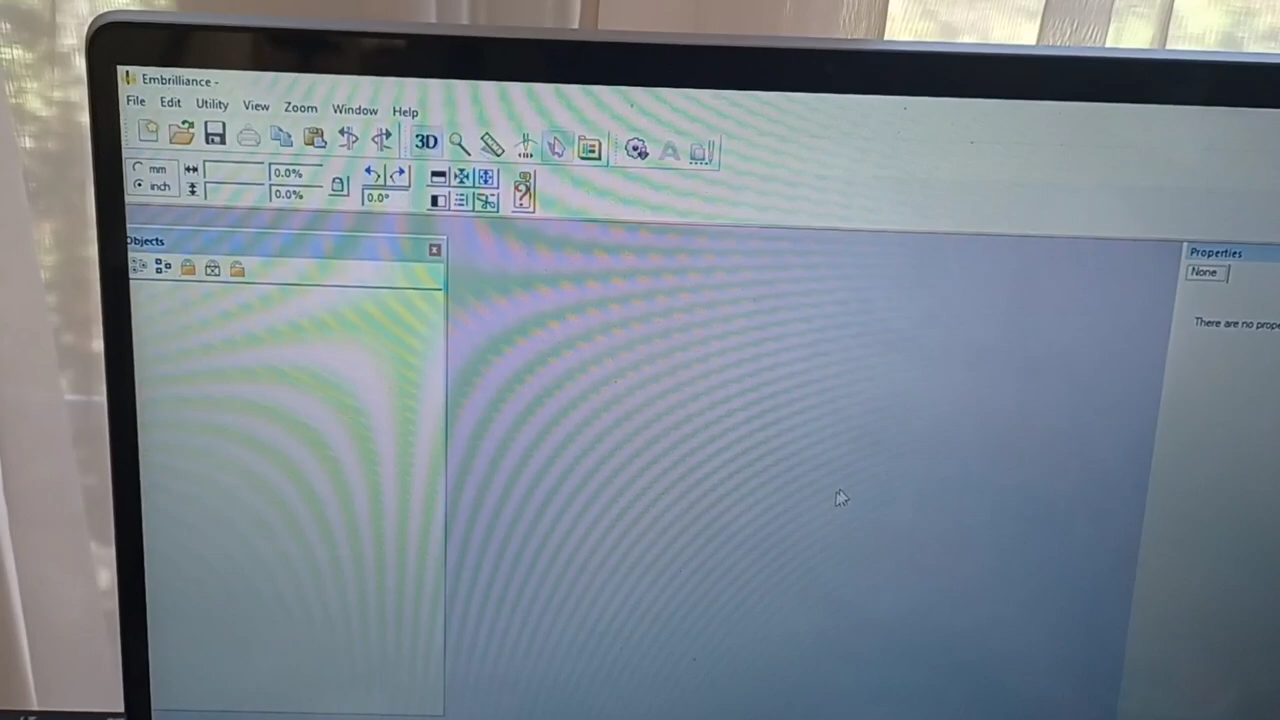 Embrilliance -
File Edit Utility View Zoom Window Help
3D A
mm 0.0%
inch 0.0% 0.0° ?
Objects
Properties
None
There are no prope